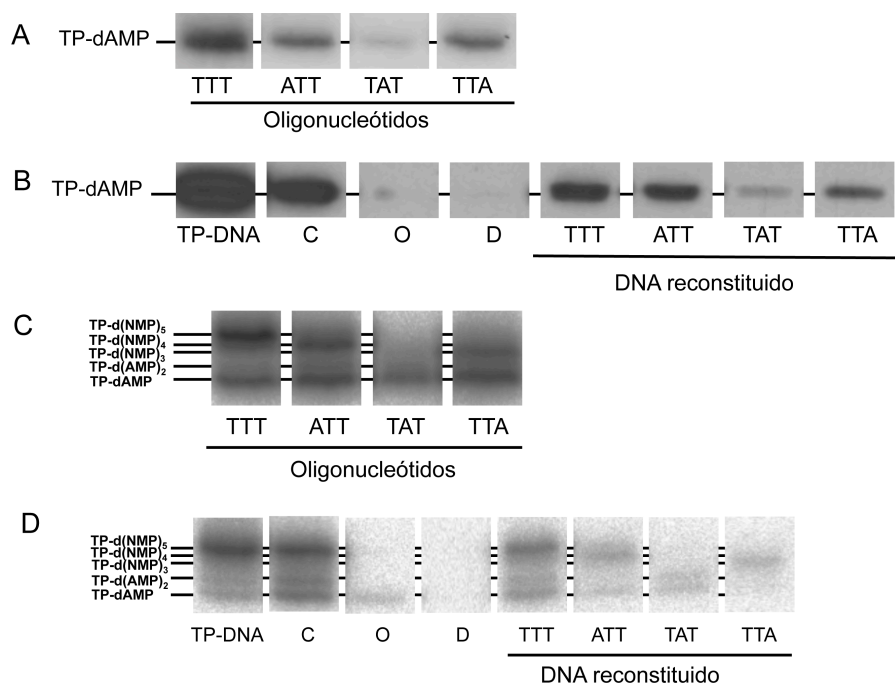 A
TP-dAMP
TTT ATT TAT TTA
Oligonucleótidos
B
TP-dAMP
TP-DNA C O D TTT ATT TAT TTA
DNA reconstituido
C
TP-d(NMP)5
TP-d(NMP)4
TP-d(NMP)3
TP-d(AMP)2
TP-dAMP
TTT ATT TAT TTA
Oligonucleótidos
D
TP-d(NMP)5
TP-d(NMP)4
TP-d(NMP)3
TP-d(AMP)2
TP-dAMP
TP-DNA C O D TTT ATT TAT TTA
DNA reconstituido